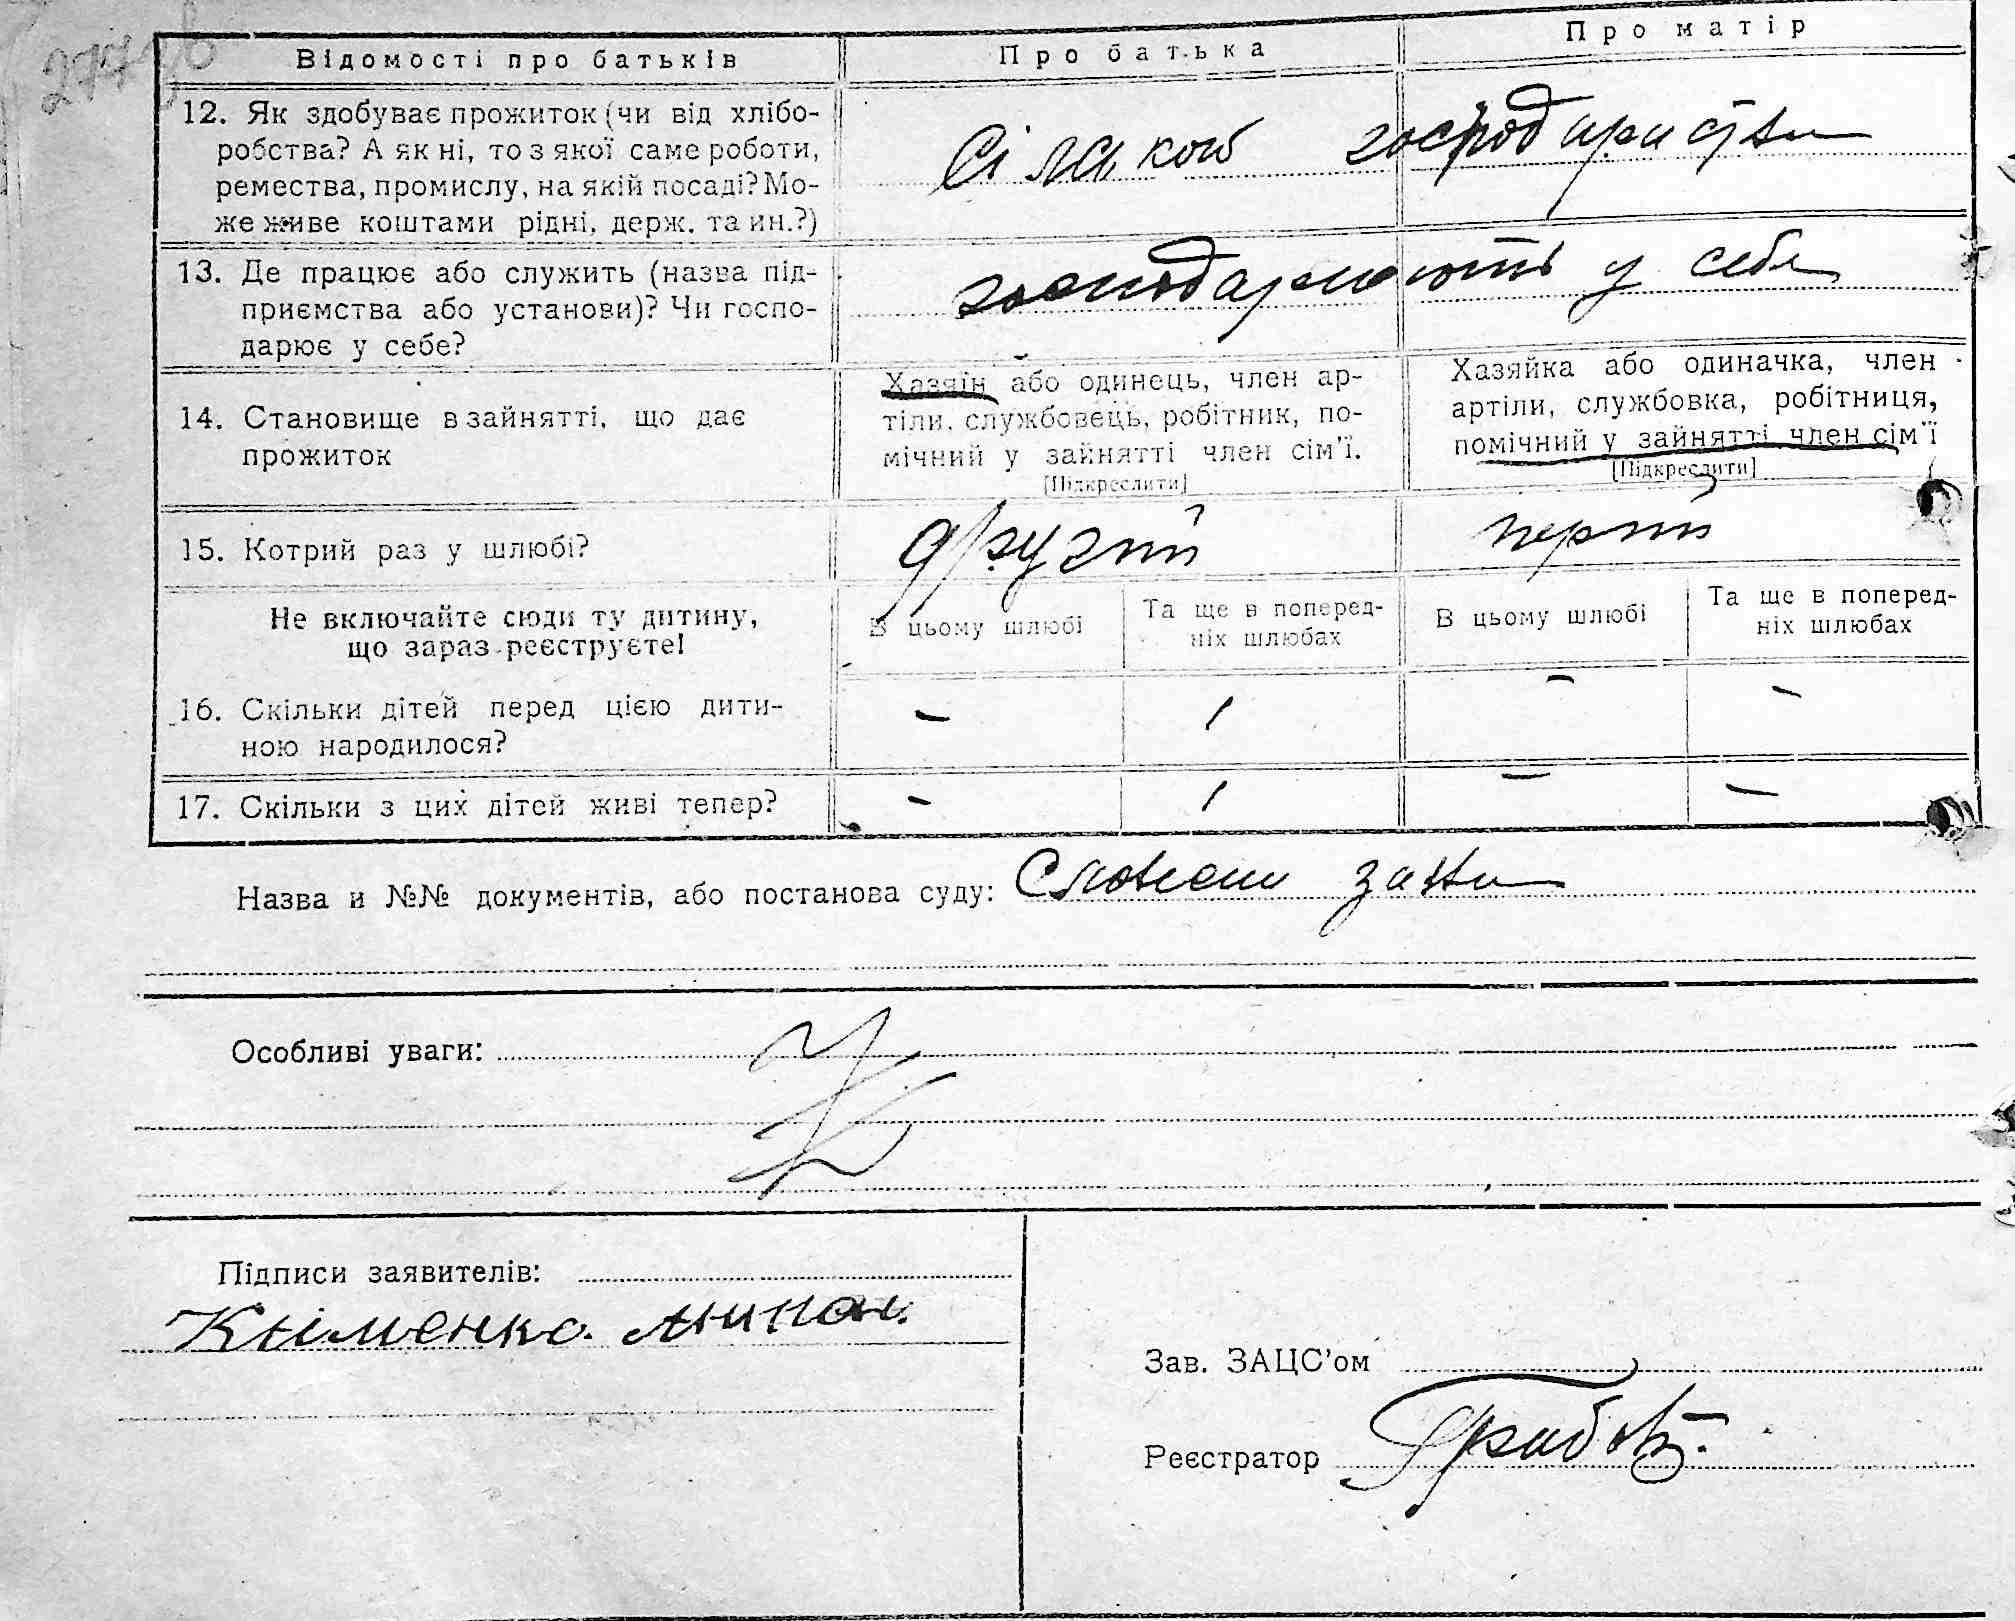 Відомості про батьків Про батька Про матір
12. Як здобуває прожиток (чи від хлібо-
робства? А як ні, то з якої саме роботи,
ремества, промислу, на якій посаді? Мо-
же живе коштами рідні, держ. та ин.?)
13. Де працює або служить (назва під-
приємства або установи)? Чи госпо-
дарює у себе?
господарюють у себе
14. Становище в зайнятті, що дає
прожиток
Хазяїн або одинець, член ар-
тіли, службовець, робітник, по-
мічний у зайнятті член сім'ї.
[Підкреслити]
Хазяйка або одиначка, член
артіли, службовка, робітниця,
помічний у зайнятті член сім'ї
[Підкреслити]
15. Котрий раз у шлюбі?
другий
Не включайте сюди ту дитину,
що зараз реєструєте!
В цьому шлюбі
Та ще в поперед-
ніх шлюбах
В цьому шлюбі
Та ще в поперед-
ніх шлюбах
16. Скільки дітей перед цією дити-
ною народилося?
– 1 – –
17. Скільки з цих дітей живі тепер?
– 1 – –
Назва и №№ документів, або постанова суду:
Особливі уваги:
Підписи заявителів:
Кліменко
Зав. ЗАЦС'ом
Реєстратор